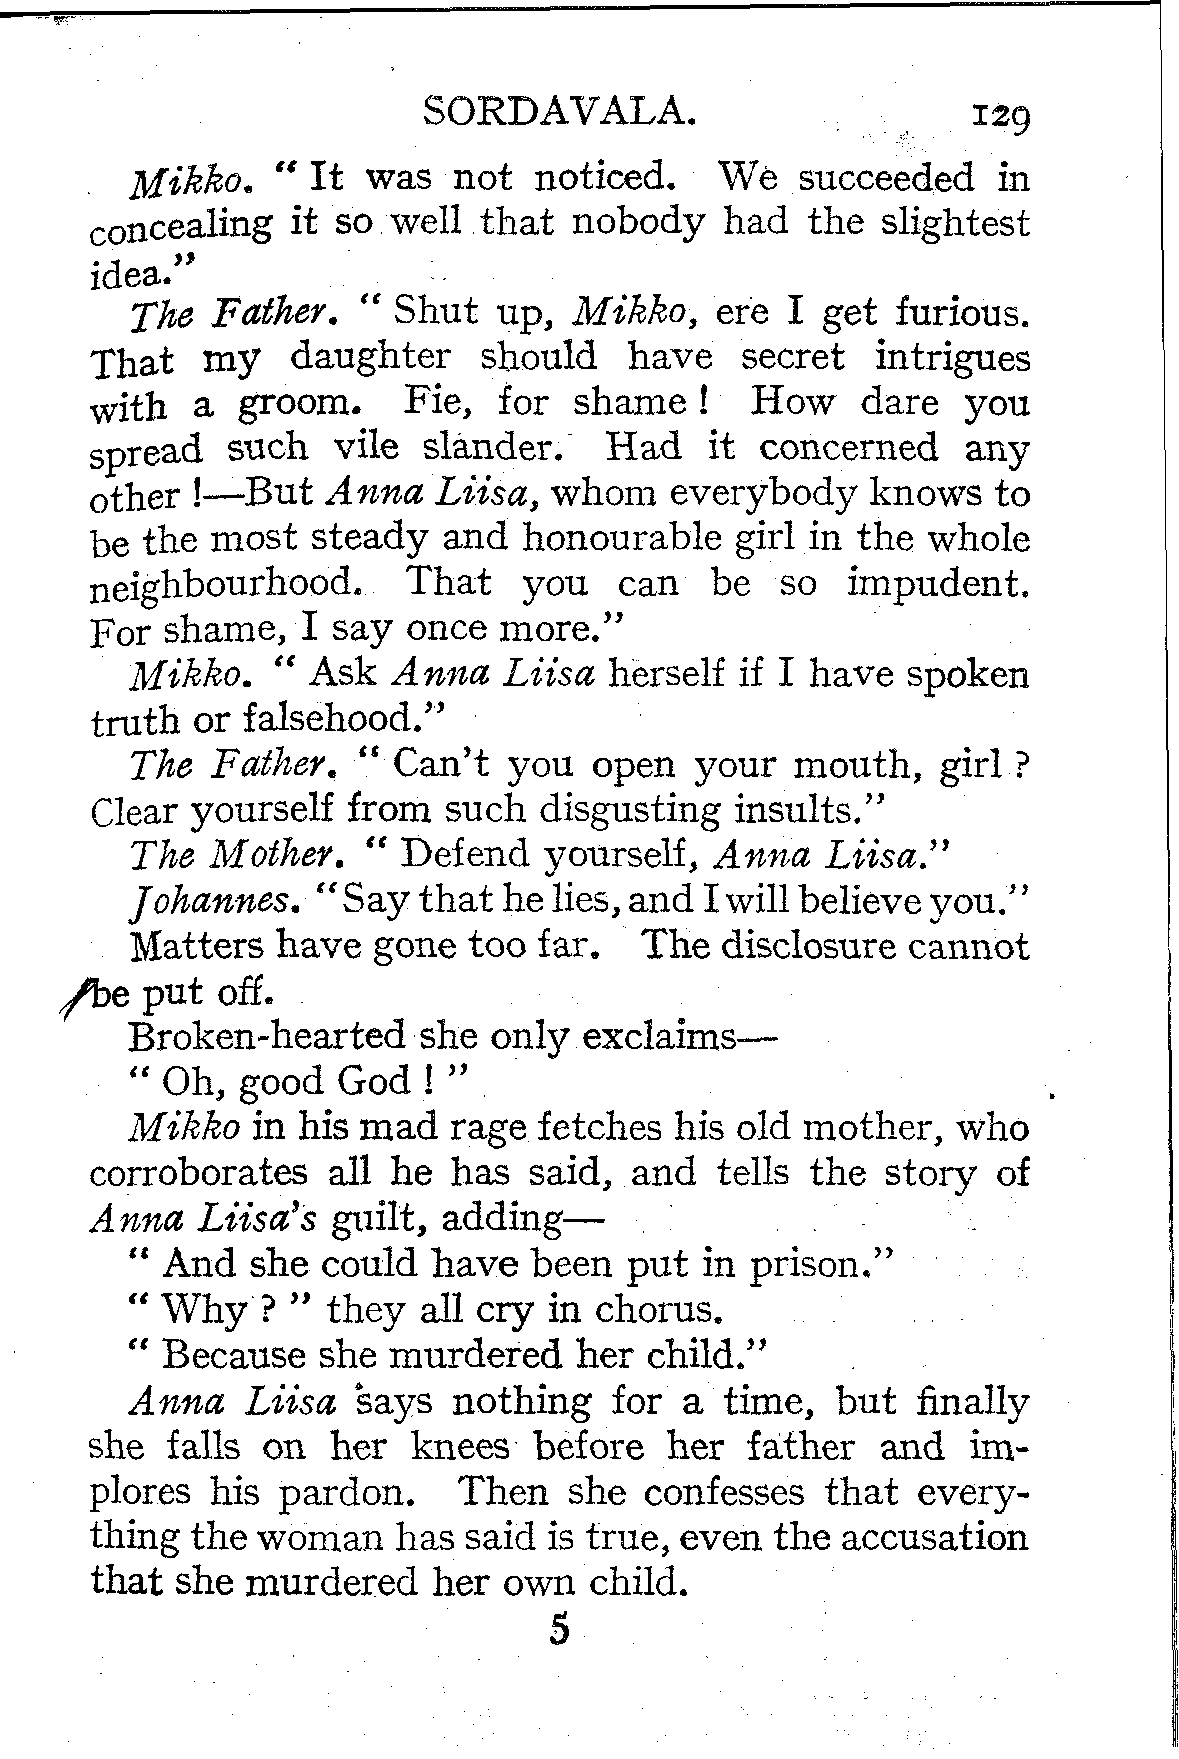 SORDAVALA. 129
Mikko. “ It was not noticed. We succeeded in
concealing it so well that nobody had the slightest
idea.”
The Father. “ Shut up, Mikko, ere I get furious.
That my daughter should have secret intrigues
with a groom. Fie, for shame ! How dare you
spread such vile slander. Had it concerned any
other !—But Anna Liisa, whom everybody knows to
be the most steady and honourable girl in the whole
neighbourhood. That you can be so impudent.
For shame, I say once more.”
Mikko. “ Ask Anna Liisa herself if I have spoken
truth or falsehood.”
The Father. “ Can’t you open your mouth, girl ?
Clear yourself from such disgusting insults.”
The Mother. “ Defend yourself, Anna Liisa.”
Johannes. “Say that he lies, and I will believe you.”
Matters have gone too far. The disclosure cannot
be put off.
Broken-hearted she only exclaims—
“ Oh, good God ! ”
Mikko in his mad rage fetches his old mother, who
corroborates all he has said, and tells the story of
Anna Liisa’s guilt, adding—
“ And she could have been put in prison.”
“ Why ? ” they all cry in chorus.
“ Because she murdered her child.”
Anna Liisa says nothing for a time, but finally
she falls on her knees before her father and im-
plores his pardon. Then she confesses that every-
thing the woman has said is true, even the accusation
that she murdered her own child.
5